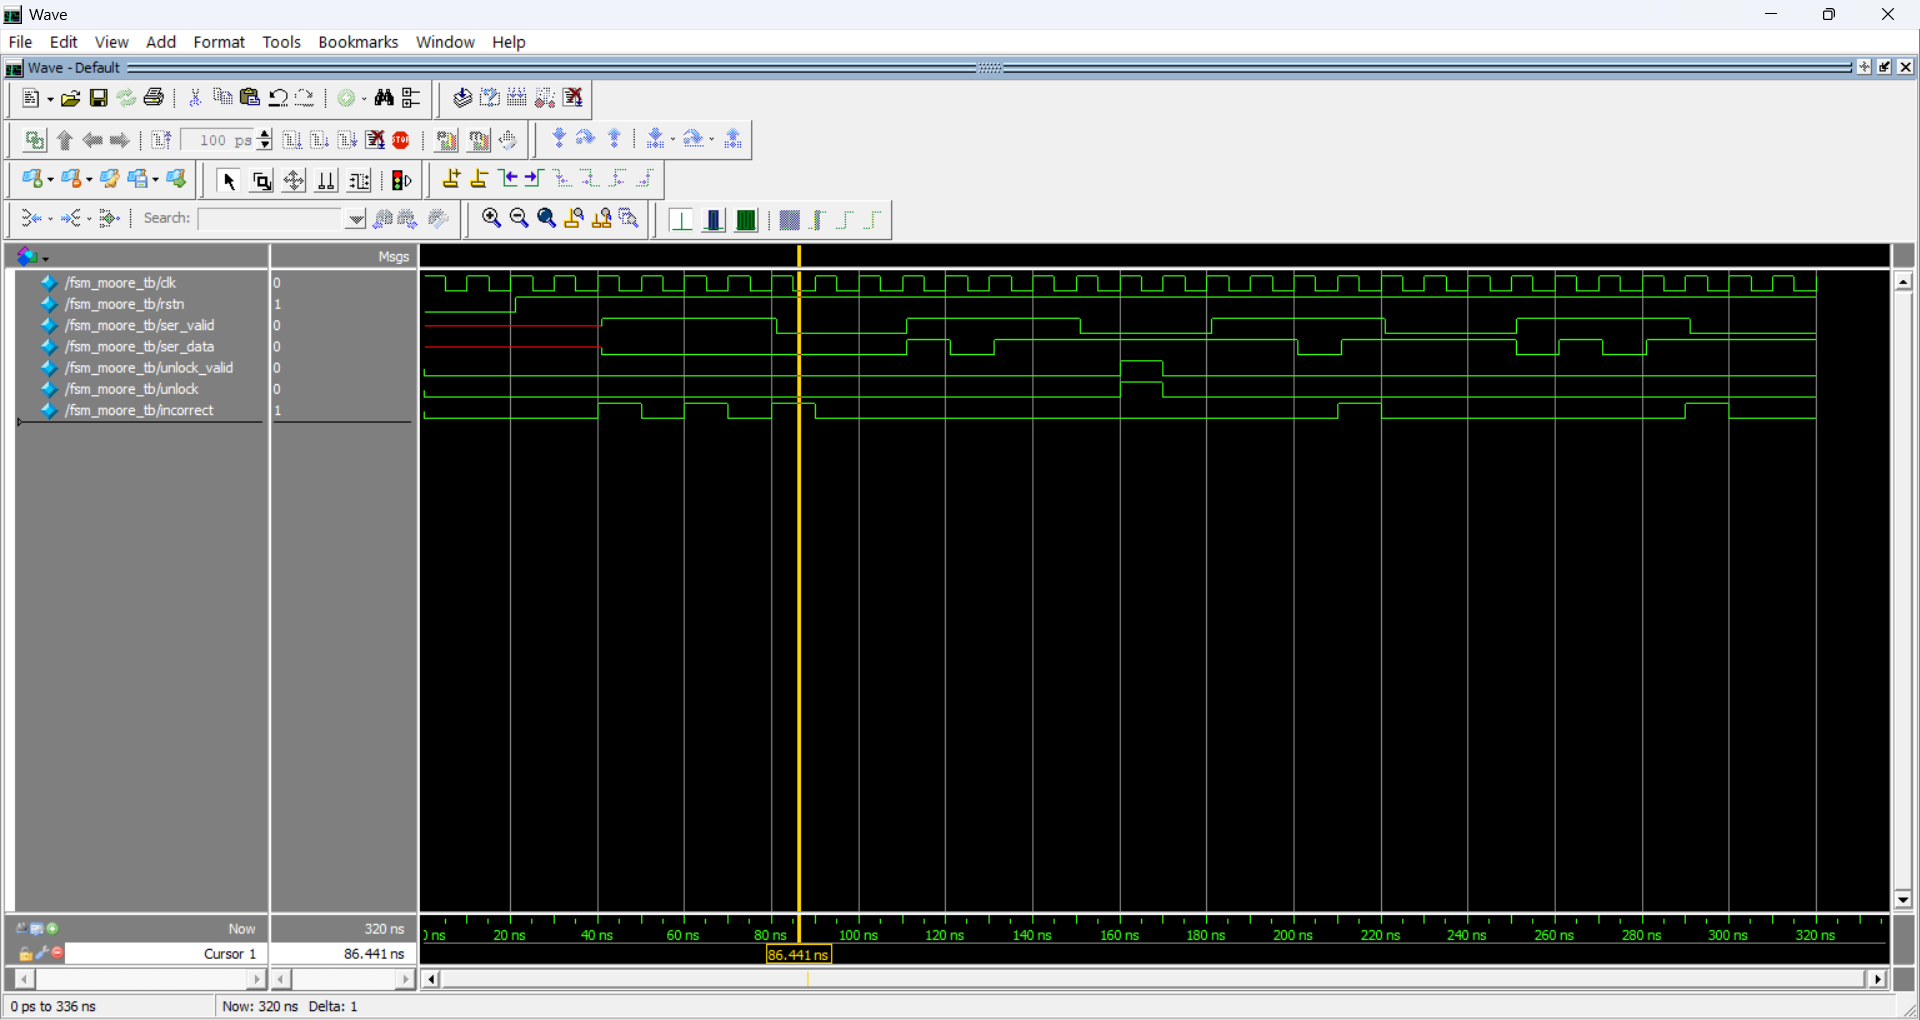 Wave
File Edit View Add Format Tools Bookmarks Window Help
Wave - Default
100 ps
STOP
Search:
Msgs
/fsm_moore_tb/clk 0
/fsm_moore_tb/rstn 1
/fsm_moore_tb/ser_valid 0
/fsm_moore_tb/ser_data 0
/fsm_moore_tb/unlock_valid 0
/fsm_moore_tb/unlock 0
/fsm_moore_tb/incorrect 1
Now 320 ns
ns 20 ns 40 ns 60 ns 80 ns 100 ns 120 ns 140 ns 160 ns 180 ns 200 ns 220 ns 240 ns 260 ns 280 ns 300 ns 320 ns
Cursor 1 86.441 ns
86.441 ns
0 ps to 336 ns Now: 320 ns Delta: 1